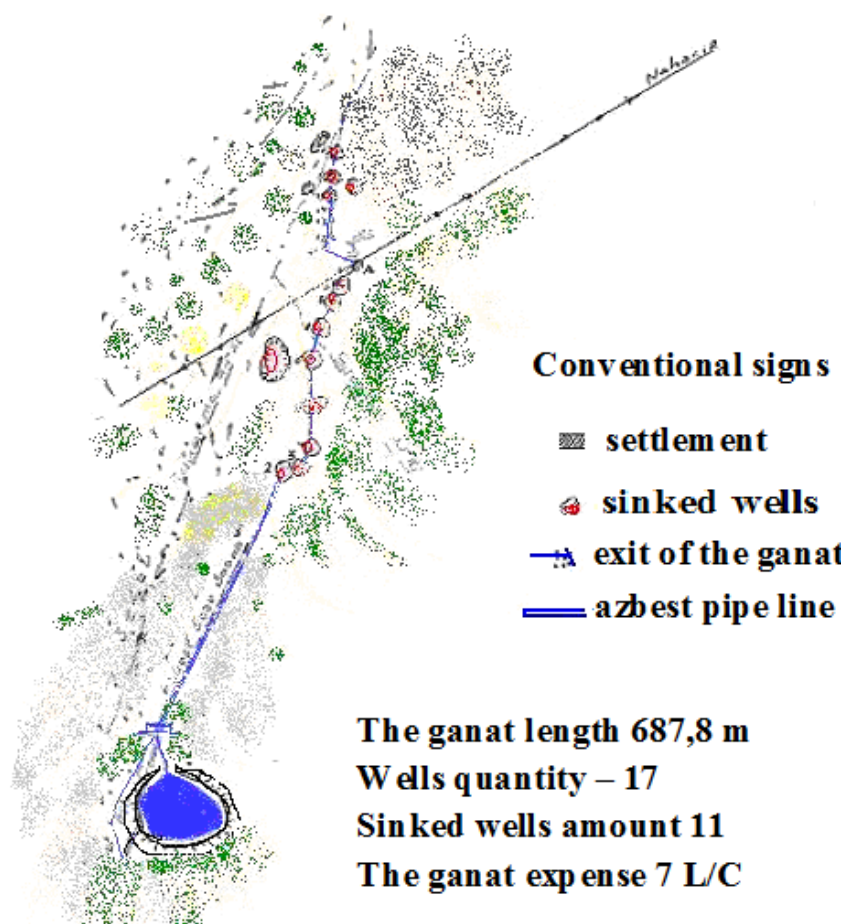 Conventional signs
settlement
sinked wells
exit of the ganat
azbest pipe line
The ganat length 687,8 m
Wells quantity – 17
Sinked wells amount 11
The ganat expense 7 L/C